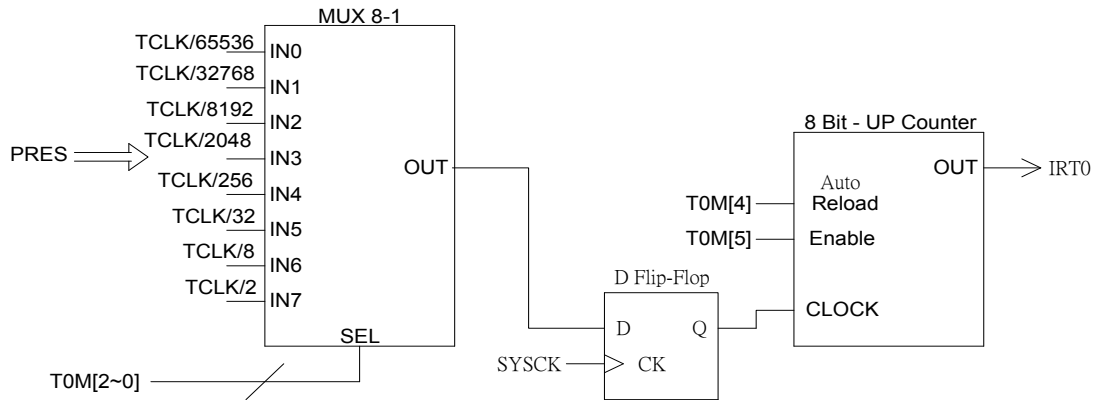 MUX 8-1
TCLK/65536
IN0
TCLK/32768
IN1
TCLK/8192
IN2
TCLK/2048
IN3
TCLK/256
IN4
TCLK/32
IN5
TCLK/8
IN6
TCLK/2
IN7
PRES
OUT
SEL
T0M[2~0]
D Flip-Flop
D
Q
SYSCK
CK
8 Bit - UP Counter
OUT
IRT0
T0M[4]
Auto
Reload
T0M[5]
Enable
CLOCK